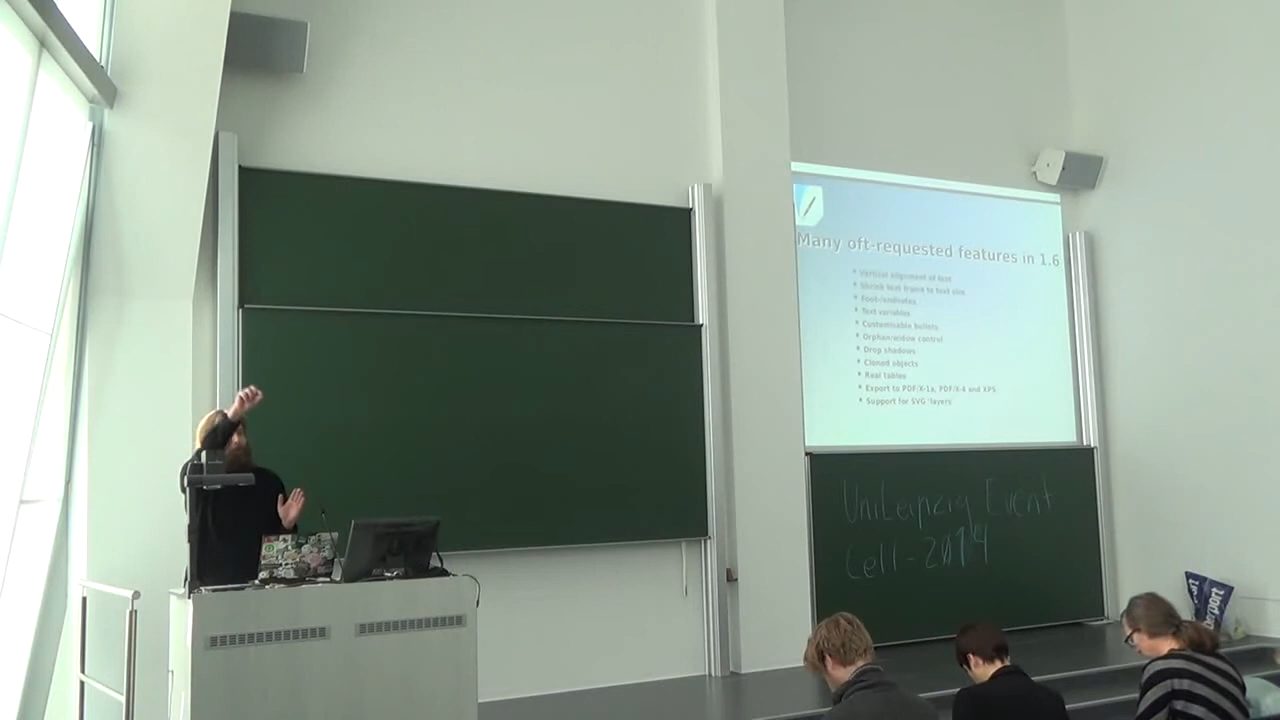 Many oft-requested features in 1.6
* Vertical alignment of text
* Shrink text frame to text size
* Foot-/endnotes
* Text variables
* Customisable bullets
* Orphan/widow control
* Drop shadows
* Cloned objects
* Real tables
* Export to PDF/X-1a, PDF/X-4 and XPS
* Support for SVG "layers"
UniLeipzig Event
Cell-2014